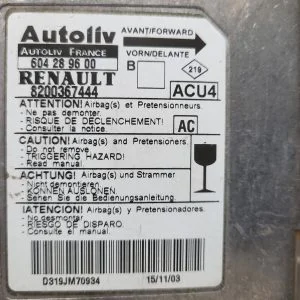 Autoliv
AVANT/FORWARD
AUTOLIV FRANCE
VORN/DELANTE
604 28 96 00
B
219
RENAULT
8200367444
ACU4
ATTENTION! Airbag(s) et Pretensionneurs.
- Ne pas demonter.
- RISQUE DE DECLENCHEMENT!
- Consulter la notice.
AC
CAUTION! Airbag(s) and Pretensioners.
- Do not remove.
- TRIGGERING HAZARD!
- Read manual.
ACHTUNG! Airbag(s) und Strammer
- Nicht demontieren.
- KÖNNEN AUSLÖSEN
- Sehen Sie die Bedienungsanleitung.
!ATENCION! Airbag(s) y Pretensionadores.
- No desmontar
- RIESGO DE DISPARO.
- Consultar el manual.
D319JM70934
15/11/03